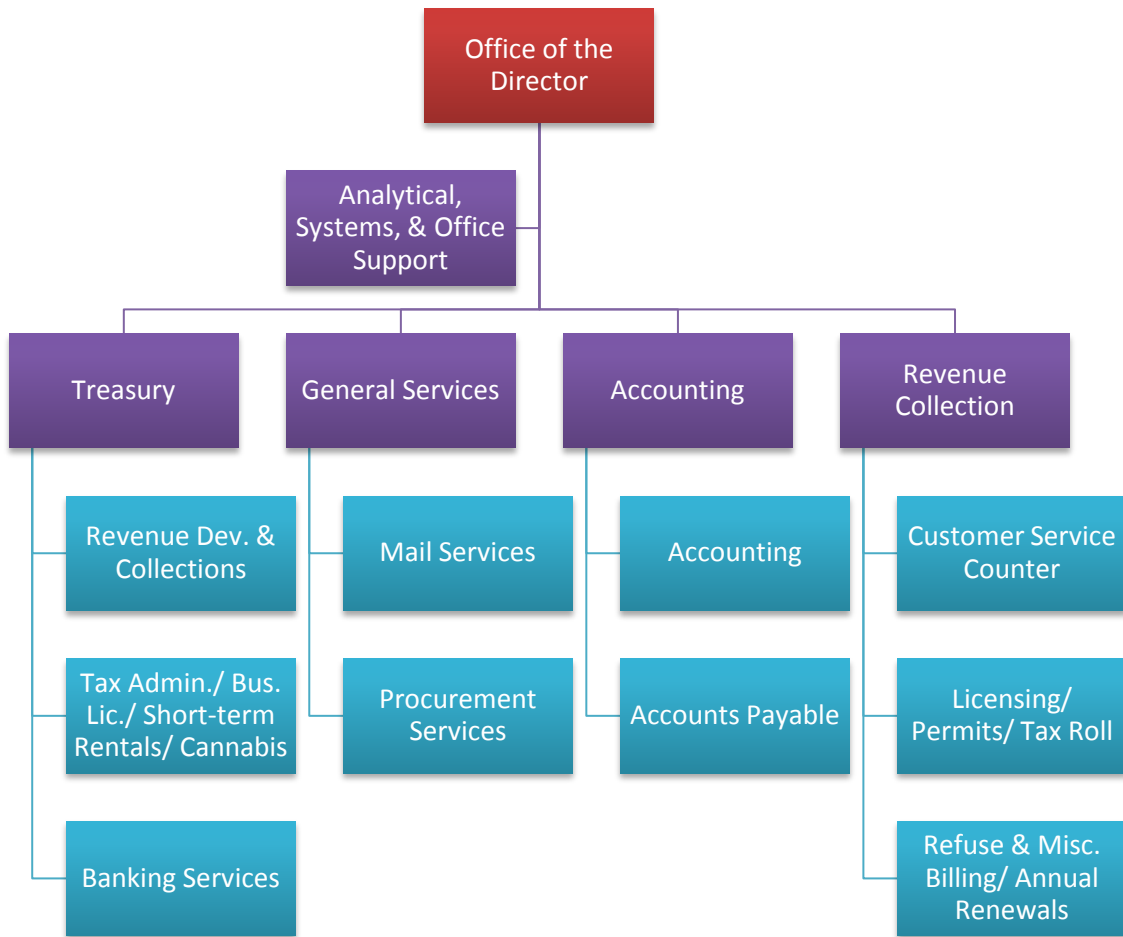 Office of the
Director
Analytical,
Systems, & Office
Support
Treasury
General Services
Accounting
Revenue
Collection
Revenue Dev. &
Collections
Mail Services
Accounting
Customer Service
Counter
Tax Admin./ Bus.
Lic./ Short-term
Rentals/ Cannabis
Procurement
Services
Accounts Payable
Licensing/
Permits/ Tax Roll
Banking Services
Refuse & Misc.
Billing/ Annual
Renewals